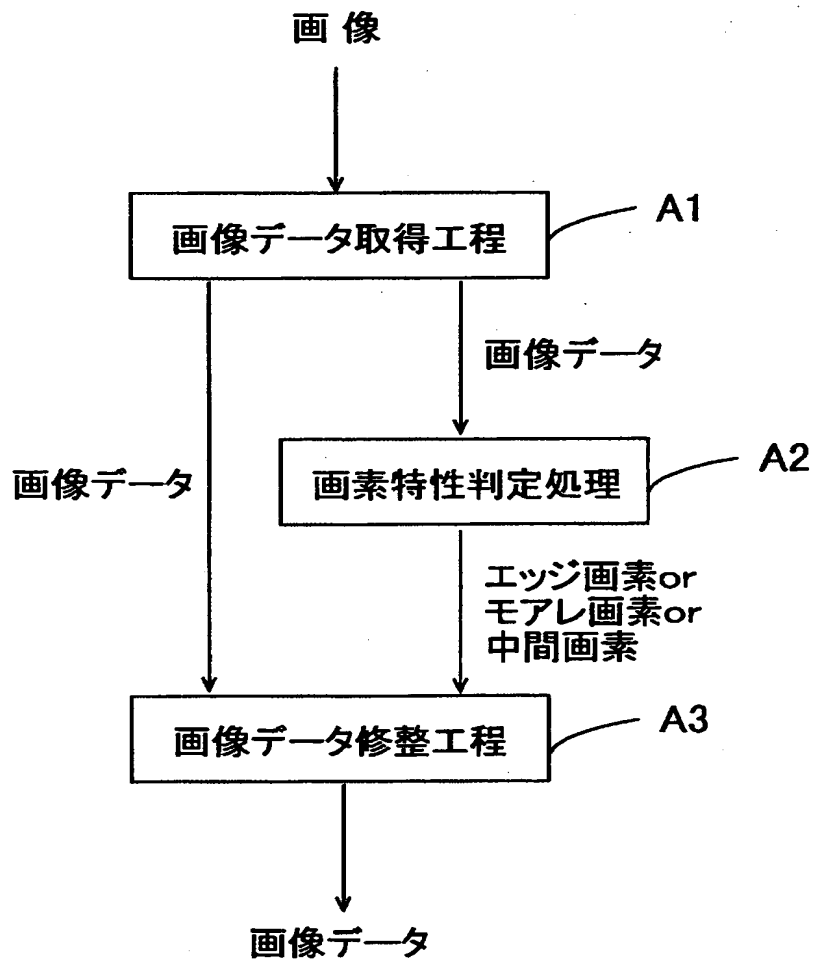 画像
画像データ取得工程
A1
画像データ
画像データ
画素特性判定処理
A2
エッジ画素or
モアレ画素or
中間画素
画像データ修整工程
A3
画像データ